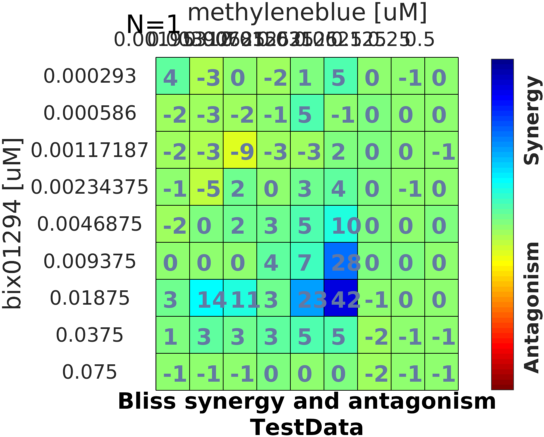 N=1
methyleneblue [uM]
0.25 0.5
0.000293 4 -3 0 -2 1 5 0 -1 0
0.000586 -2 -3 -2 -1 5 -1 0 0 0
0.00117187 -2 -3 -9 -3 -3 2 0 0 -1
0.00234375 -1 -5 2 0 3 4 0 -1 0
0.0046875 -2 0 2 3 5 10 0 0 0
0.009375 0 0 0 4 7 28 0 0 0
0.01875 3 14 11 3 23 42 -1 0 0
0.0375 1 3 3 3 5 5 -2 -1 -1
0.075 -1 -1 -1 0 0 0 -2 -1 -1
bix01294 [uM]
Synergy
Antagonism
Bliss synergy and antagonism
TestData